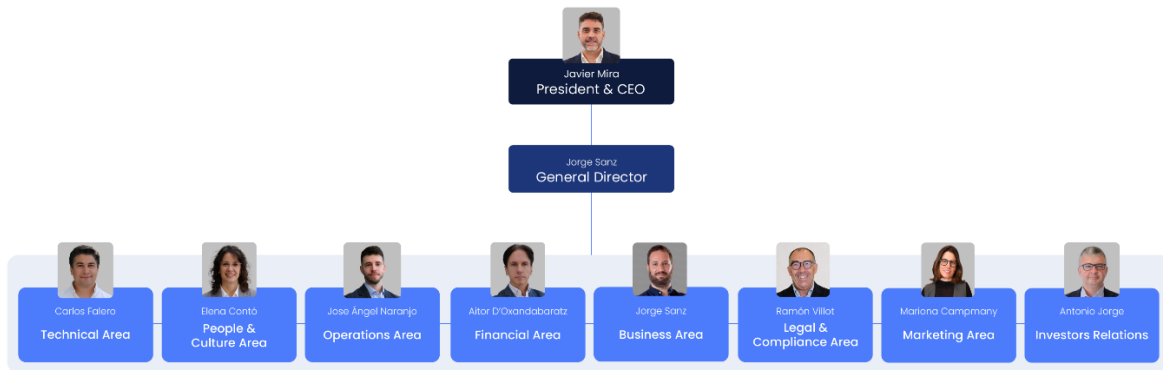 Javier Mira
President & CEO
Jorge Sanz
General Director
Carlos Falero
Technical Area
Elena Contó
People &
Culture Area
Jose Ángel Naranjo
Operations Area
Aitor D'Oxandabaratz
Financial Area
Jorge Sanz
Business Area
Ramón Villot
Legal &
Compliance Area
Mariona Campmany
Marketing Area
Antonio Jorge
Investors Relations